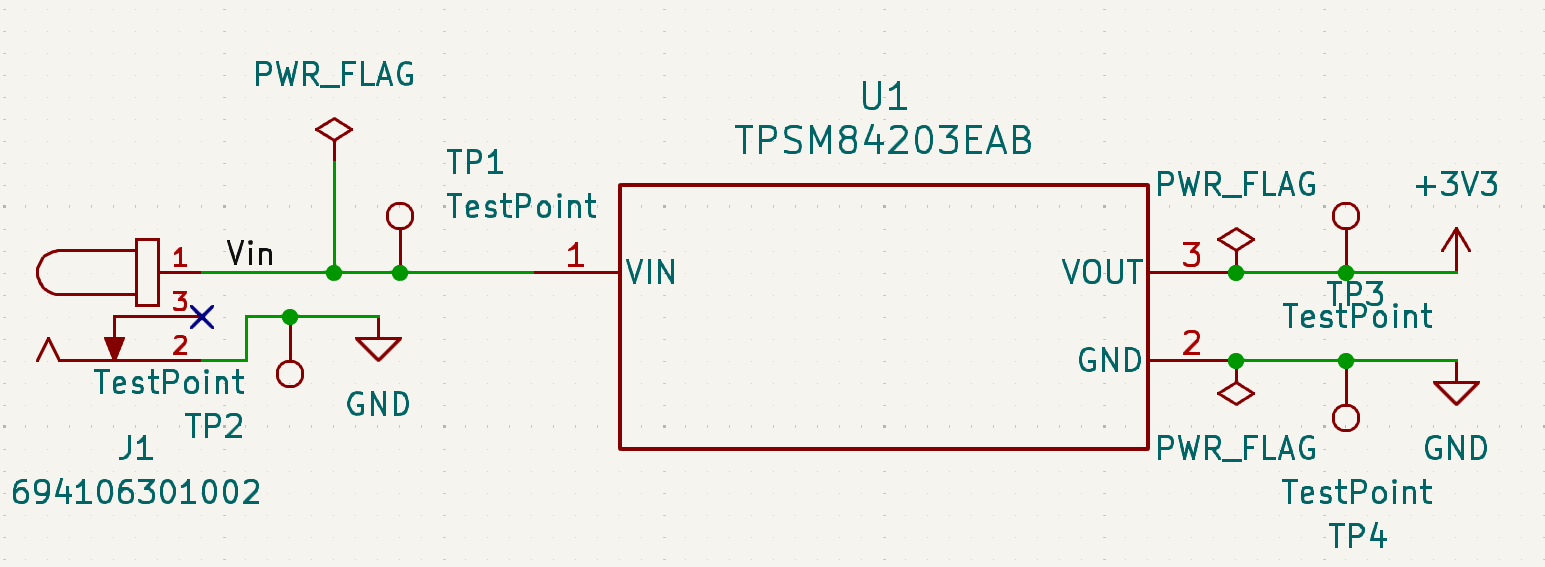 PWR_FLAG
U1
TPSM84203EAB
TP1
TestPoint
PWR_FLAG
+3V3
1
Vin
1
VIN
VOUT
3
3
TP3
TestPoint
2
GND
2
TestPoint
TP2
GND
J1
694106301002
PWR_FLAG
GND
TestPoint
TP4